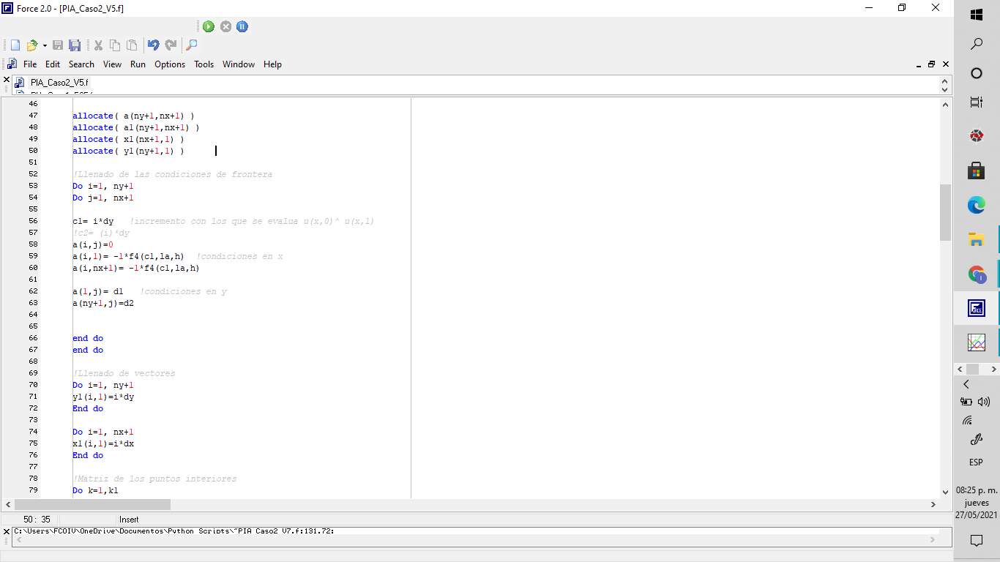 Force 2.0 - [PIA_Caso2_V5.f]
File Edit Search View Run Options Tools Window Help
PIA_Caso2_V5.f
46
47 allocate( a(ny+1,nx+1) )
48 allocate( a1(ny+1,nx+1) )
49 allocate( x1(nx+1,1) )
50 allocate( y1(ny+1,1) )
51
52 !Llenado de las condiciones de frontera
53 Do i=1, ny+1
54 Do j=1, nx+1
55
56 c1= i*dy !incremento con los que se evalua u(x,0)^ u(x,1)
57 !c2= (i)*dy
58 a(i,j)=0
59 a(i,1)= -1*f4(c1,la,h) !condiciones en x
60 a(i,nx+1)= -1*f4(c1,la,h)
61
62 a(1,j)= d1 !condiciones en y
63 a(ny+1,j)=d2
64
65
66 end do
67 end do
68
69 !Llenado de vectores
70 Do i=1, ny+1
71 y1(i,1)=i*dy
72 End do
73
74 Do i=1, nx+1
75 x1(i,1)=i*dx
76 End do
77
78 !Matriz de los puntos interiores
79 Do k=1,k1
50: 35 Insert
C:\Users\FCOIV\OneDrive\Documentos\Python Scripts\~PIA_Caso2_V7.f:131.72:
FORCE
ESP
08:25 p. m.
jueves
27/05/2021